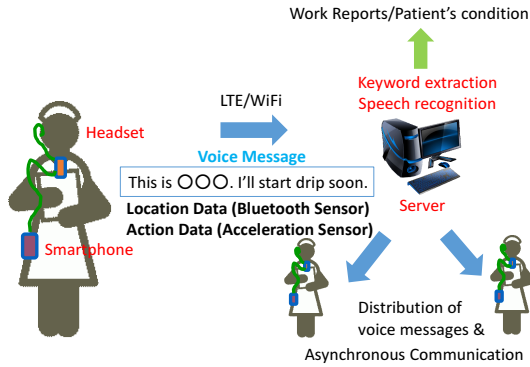 Work Reports/Patient's condition
Keyword extraction
Speech recognition
LTE/WiFi
Headset
Voice Message
This is ○○○. I'll start drip soon.
Location Data (Bluetooth Sensor)
Action Data (Acceleration Sensor)
Server
Smartphone
Distribution of
voice messages &
Asynchronous Communication